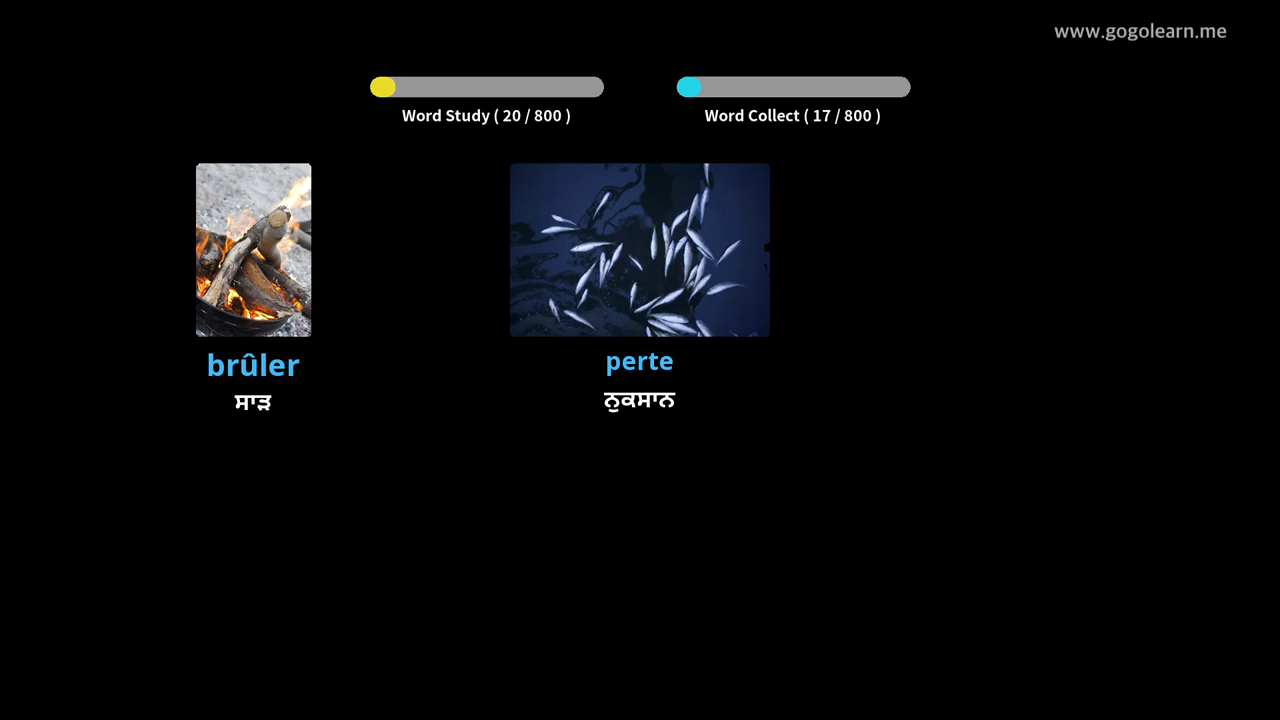 www.gogolearn.me
Word Study ( 20 / 800 )
Word Collect ( 17 / 800 )
brûler
ਸਾੜ
perte
ਨੁਕਸਾਨ